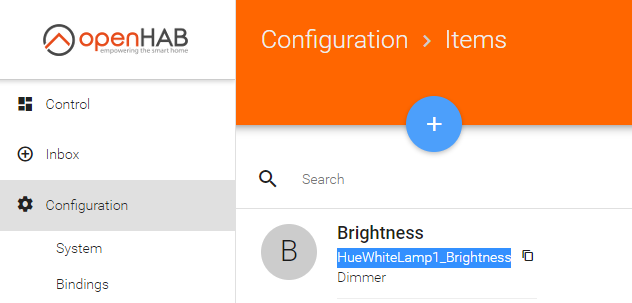 openHAB
empowering the smart home
Configuration > Items
Control
+
Inbox
Search
Configuration
B
Brightness
HueWhiteLamp1_Brightness
Dimmer
System
Bindings